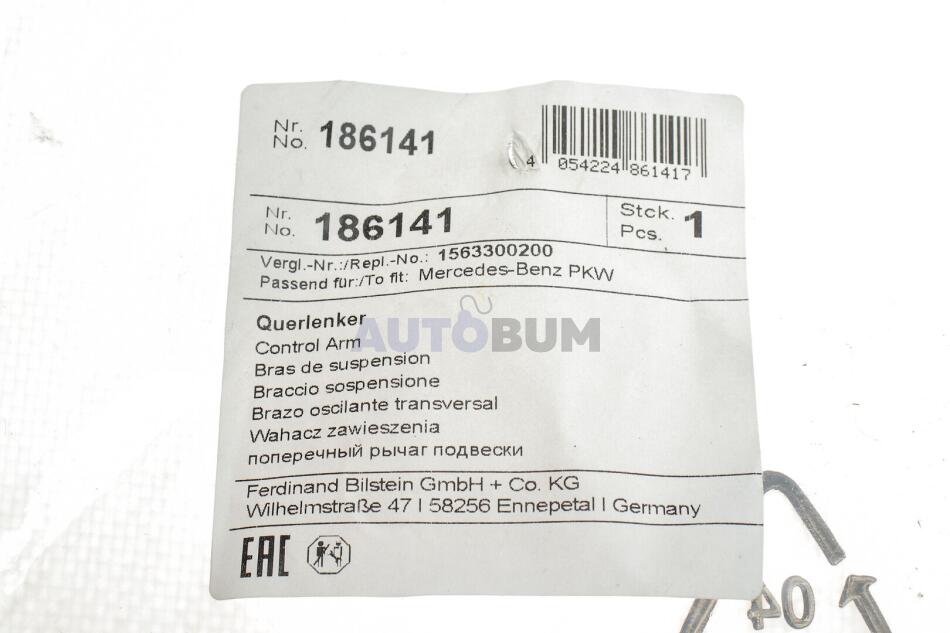 Nr.
No. 186141
4 054224 861417
Nr.
No. 186141
Stck.
Pcs. 1
Vergl.-Nr.:/Repl.-No.: 1563300200
Passend für:/To fit: Mercedes-Benz PKW
AUTOBUM
Querlenker
Control Arm
Bras de suspension
Braccio sospensione
Brazo oscilante transversal
Wahacz zawieszenia
поперечный рычаг подвески
Ferdinand Bilstein GmbH + Co. KG
Wilhelmstraße 47 I 58256 Ennepetal I Germany
EAC
04